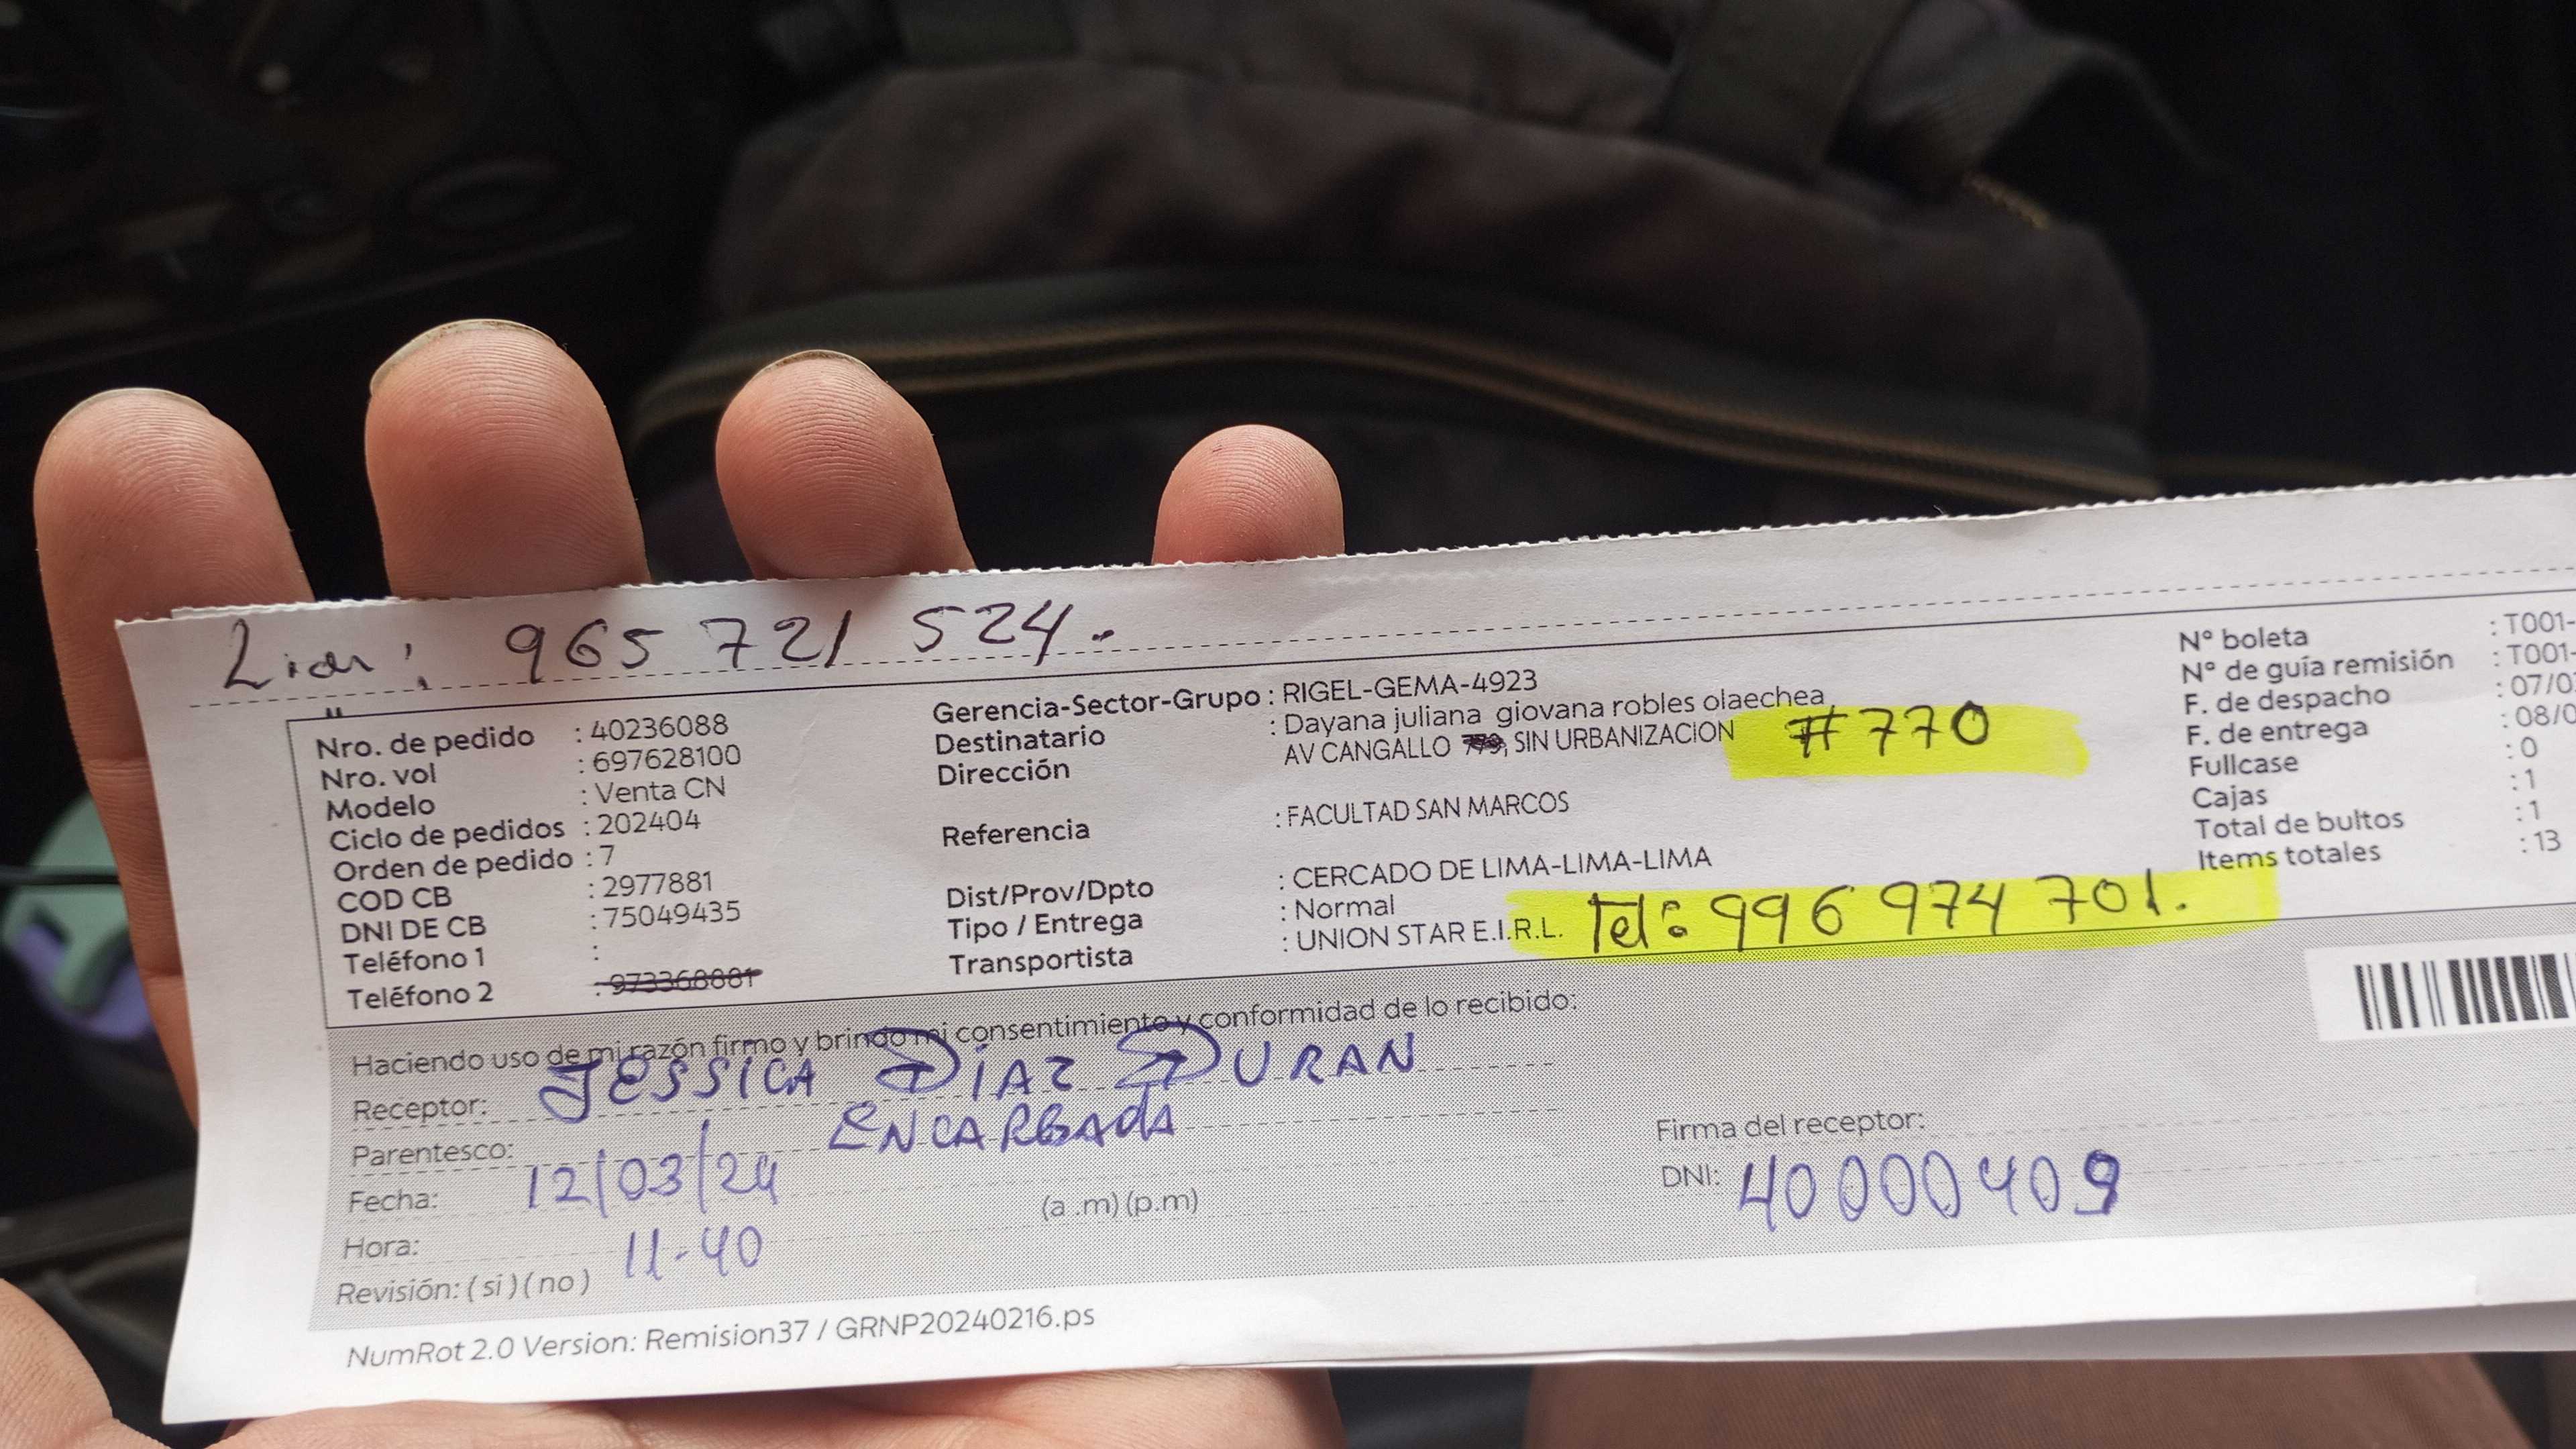 965 721 524.
Nro. de pedido : 40236088
Nro. vol : 697628100
Modelo : Venta CN
Ciclo de pedidos : 202404
Orden de pedido : 7
COD CB : 2977881
DNI DE CB : 75049435
Teléfono 1 :
Teléfono 2 : 973368881
Gerencia-Sector-Grupo : RIGEL-GEMA-4923
Destinatario : Dayana juliana giovana robles olaechea
Dirección AV CANGALLO , SIN URBANIZACION #770
Referencia : FACULTAD SAN MARCOS
Dist/Prov/Dpto : CERCADO DE LIMA-LIMA-LIMA
Tipo / Entrega : Normal
Transportista : UNION STAR E.I.R.L. Tel: 996 974 701.
N° boleta : T001-
N° de guía remisión : T001-
F. de despacho : 07/0
F. de entrega : 08/0
Fullcase : 0
Cajas : 1
Total de bultos : 1
Items totales : 13
Haciendo uso de mi razón firmo y brindo mi consentimiento y conformidad de lo recibido:
Receptor: JESSICA DÍAZ DURAN
Parentesco: ENCARGADA
Fecha: 12/03/24
Hora: 11-40 (a .m) (p.m)
Revisión: ( si ) ( no )
Firma del receptor:
DNI: 40000409
NumRot 2.0 Version: Remision37 / GRNP20240216.ps